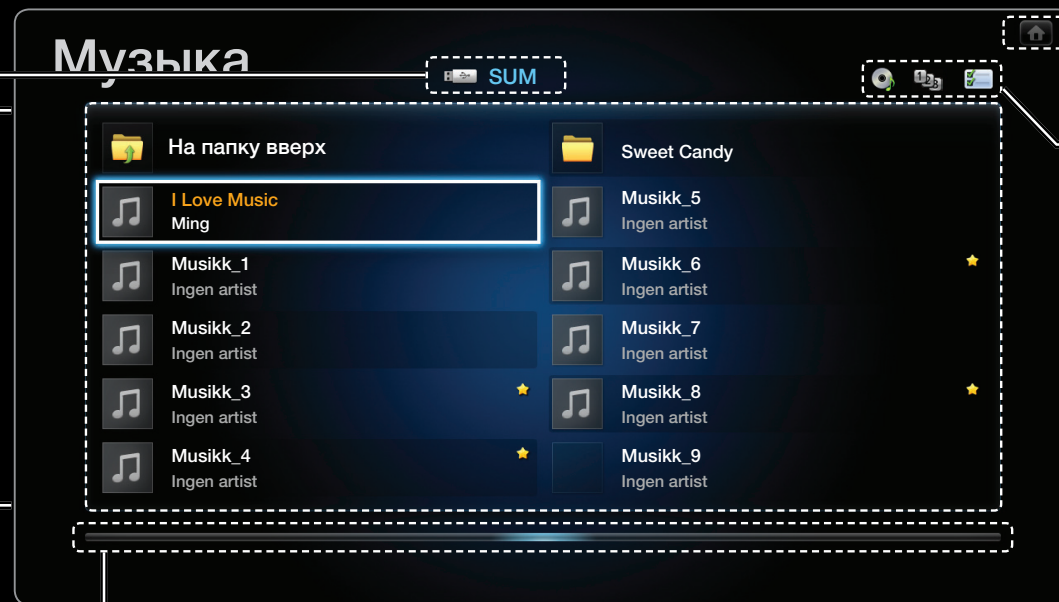 Музыка
SUM
На папку вверх
I Love Music
Ming
Musikk_1
Ingen artist
Musikk_2
Ingen artist
Musikk_3
Ingen artist
Musikk_4
Ingen artist
Sweet Candy
Musikk_5
Ingen artist
Musikk_6
Ingen artist
Musikk_7
Ingen artist
Musikk_8
Ingen artist
Musikk_9
Ingen artist